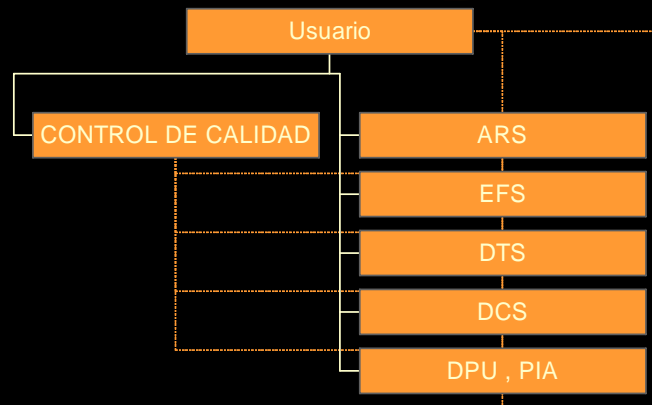 Usuario
CONTROL DE CALIDAD
ARS
EFS
DTS
DCS
DPU , PIA